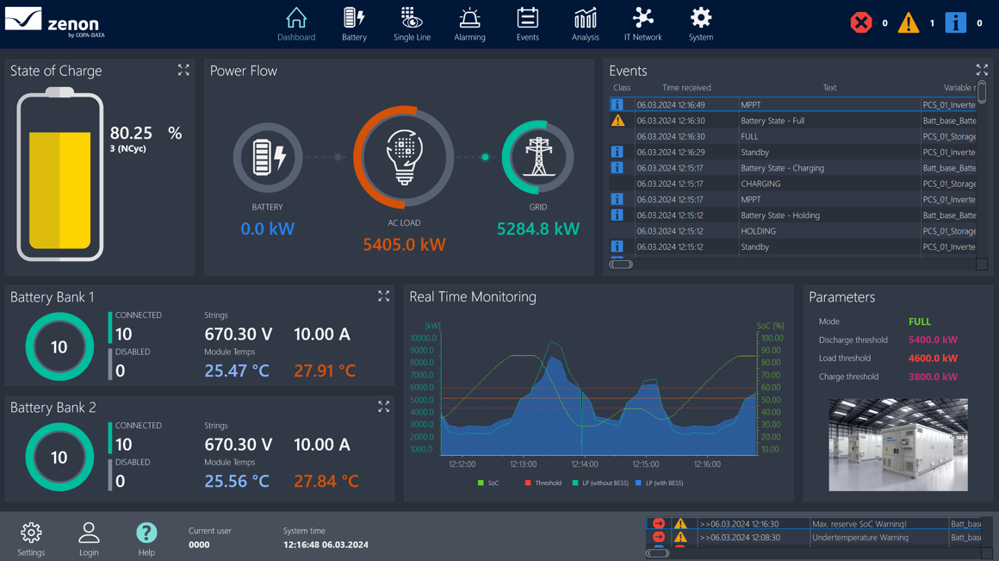 zenon
by COPA-DATA
Dashboard
Battery
Single Line
Alarming
Events
Analysis
IT Network
System
0
1
0
State of Charge
80.25 %
3 (NCyc)
Power Flow
BATTERY
0.0 kW
AC LOAD
5405.0 kW
GRID
5284.8 kW
Events
Class Time received Text Variable
06.03.2024 12:16:49 MPPT PCS_01_Inverte
06.03.2024 12:16:30 Battery State - Full Batt_base_Batte
06.03.2024 12:16:30 FULL PCS_01_Storag
06.03.2024 12:16:29 Standby PCS_01_Inverte
06.03.2024 12:15:17 Battery State - Charging Batt_base_Batte
06.03.2024 12:15:17 CHARGING PCS_01_Storag
06.03.2024 12:15:17 MPPT PCS_01_Inverte
06.03.2024 12:15:12 Battery State - Holding Batt_base_Batte
06.03.2024 12:15:12 HOLDING PCS_01_Storag
06.03.2024 12:15:12 Standby PCS_01_Inverte
Battery Bank 1
10
CONNECTED
10
DISABLED
0
Strings
670.30 V 10.00 A
Module Temps
25.47 °C 27.91 °C
Battery Bank 2
10
CONNECTED
10
DISABLED
0
Strings
670.30 V 10.00 A
Module Temps
25.56 °C 27.84 °C
Real Time Monitoring
[kW] SoC [%]
10000.0 100.00
9000.0 90.00
8000.0 80.00
7000.0 70.00
6000.0 60.00
5000.0 50.00
4000.0 40.00
3000.0 30.00
2000.0 20.00
1000.0 10.00
12:12:00 12:13:00 12:14:00 12:15:00 12:16:00
SoC Threshold LP (without BESS) LP (with BESS)
Parameters
Mode FULL
Discharge threshold 5400.0 kW
Load threshold 4600.0 kW
Charge threshold 3800.0 kW
Settings
Login
Help
Current user
0000
System time
12:16:48 06.03.2024
>>06.03.2024 12:16:30 Max. reserve SoC Warning! Batt_bas
>>06.03.2024 12:08:30 Undertemperature Warning Batt_bas